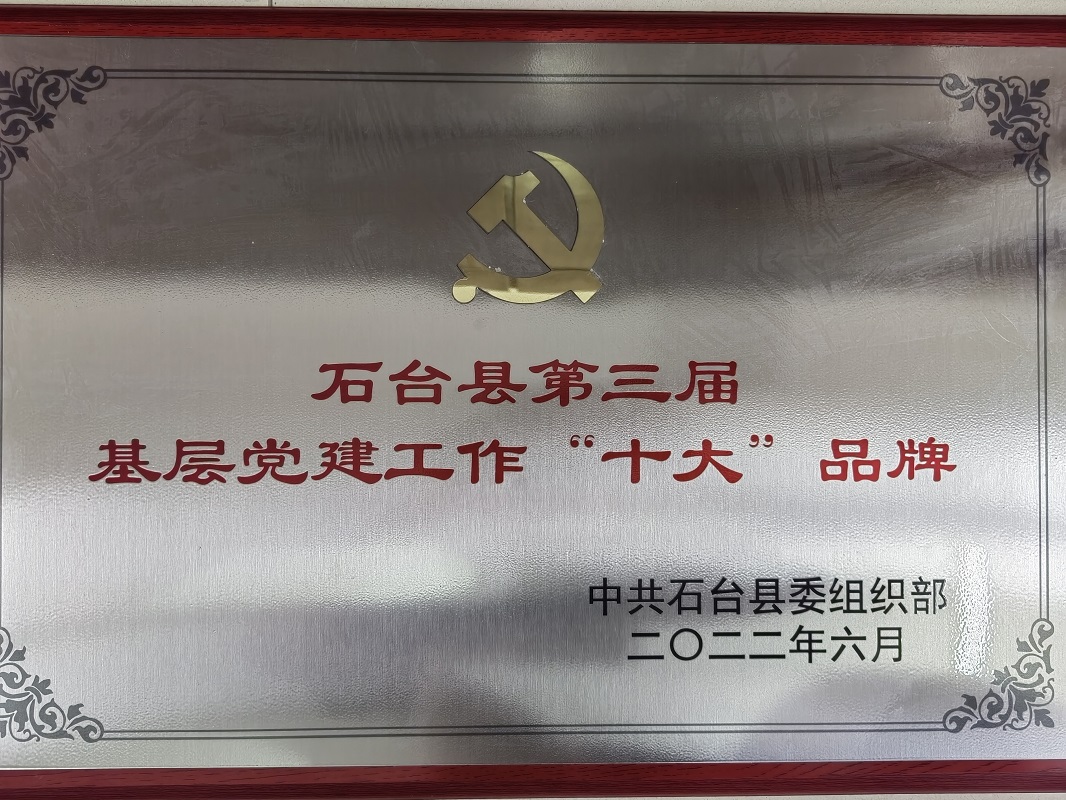 石台县第三届
基层党建工作“十大”品牌
中共石台县委组织部
二〇二二年六月